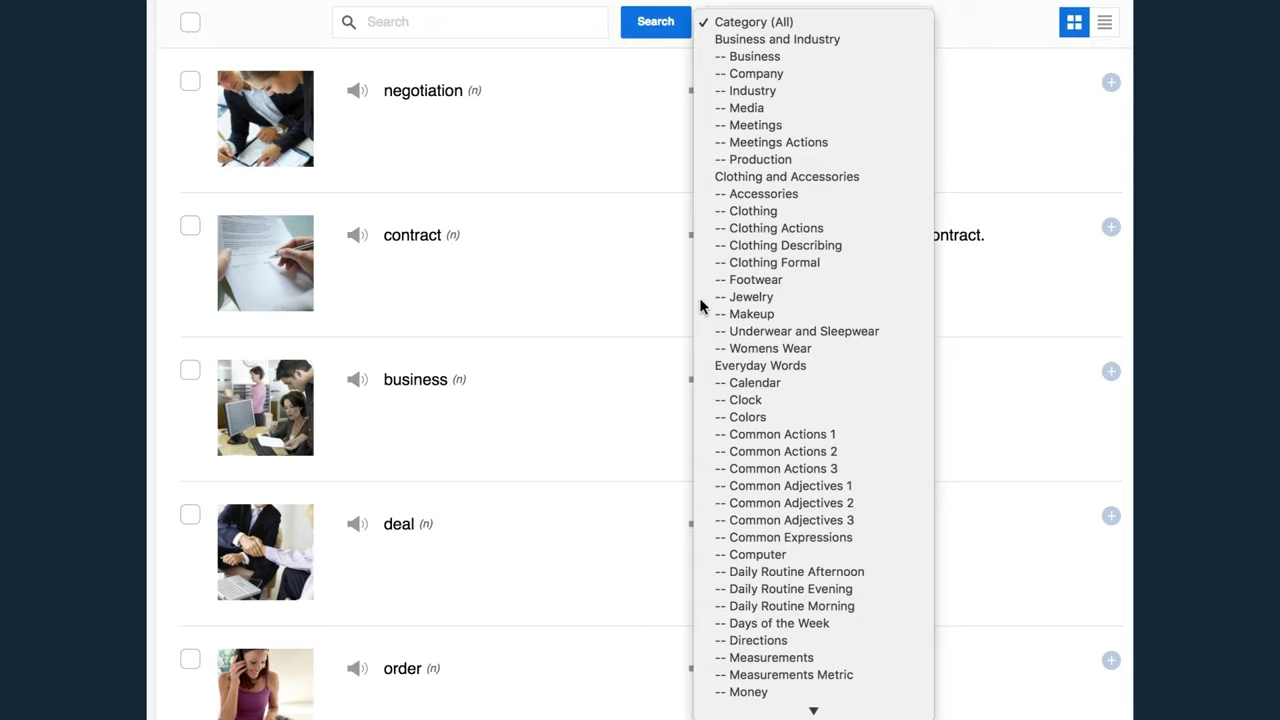 Search
Search
✓ Category (All)
Business and Industry
-- Business
-- Company
-- Industry
-- Media
-- Meetings
-- Meetings Actions
-- Production
Clothing and Accessories
-- Accessories
-- Clothing
-- Clothing Actions
-- Clothing Describing
-- Clothing Formal
-- Footwear
-- Jewelry
-- Makeup
-- Underwear and Sleepwear
-- Womens Wear
Everyday Words
-- Calendar
-- Clock
-- Colors
-- Common Actions 1
-- Common Actions 2
-- Common Actions 3
-- Common Adjectives 1
-- Common Adjectives 2
-- Common Adjectives 3
-- Common Expressions
-- Computer
-- Daily Routine Afternoon
-- Daily Routine Evening
-- Daily Routine Morning
-- Days of the Week
-- Directions
-- Measurements
-- Measurements Metric
-- Money
negotiation (n)
contract (n)
ontract.
business (n)
deal (n)
order (n)